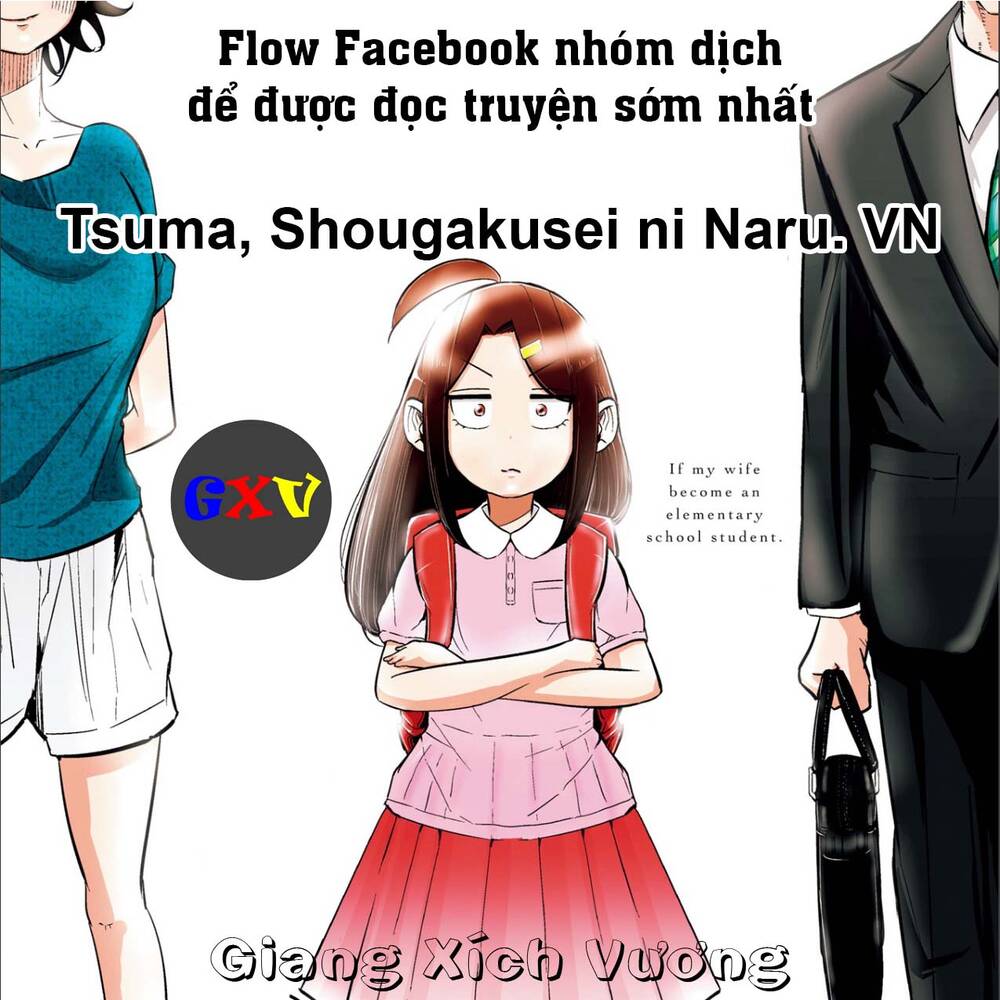 Flow Facebook nhóm dịch
để được đọc truyện sớm nhất
Tsuma, Shougakusei ni Naru. VN
GXV
If my wife
become an
elementary
school student.
Giang Xích Vương